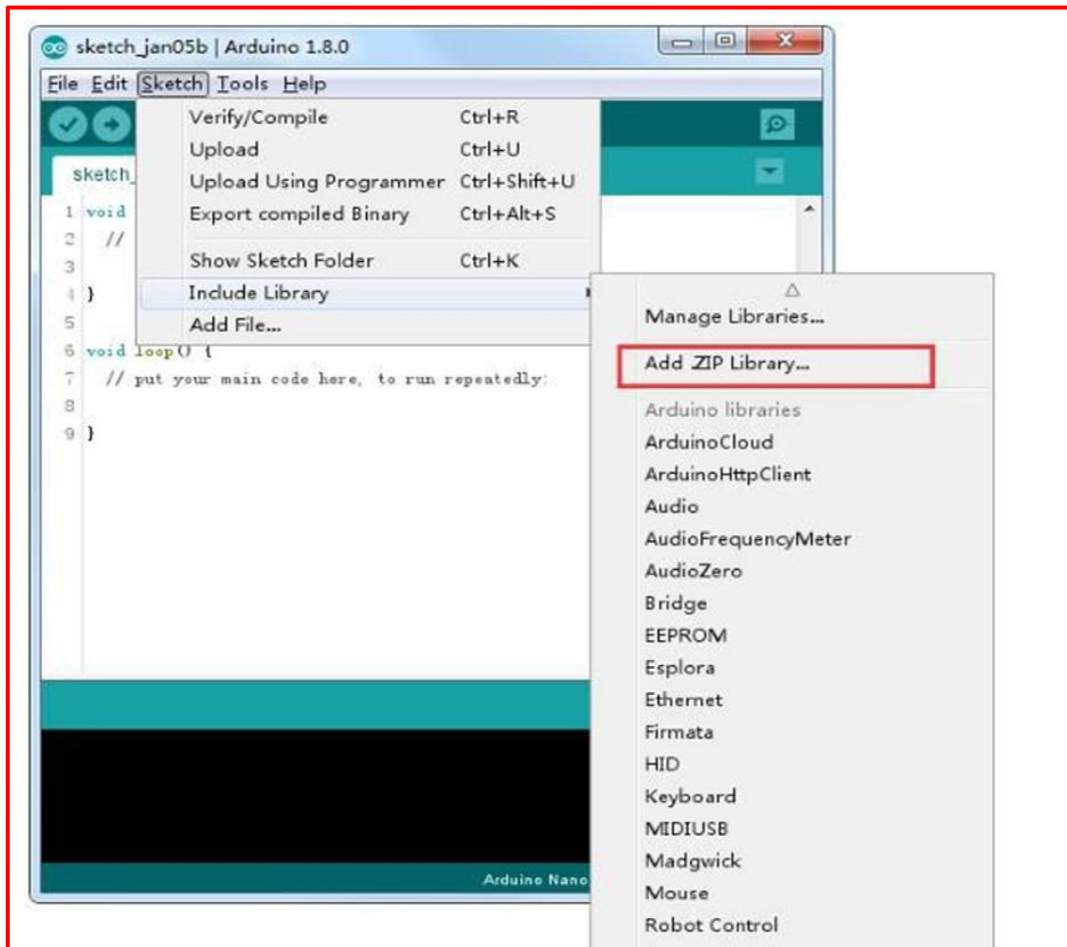 sketch_jan05b | Arduino 1.8.0
File Edit Sketch Tools Help
Verify/Compile Ctrl+R
Upload Ctrl+U
Upload Using Programmer Ctrl+Shift+U
Export compiled Binary Ctrl+Alt+S
Show Sketch Folder Ctrl+K
Include Library
Add File...
sketch_
1 void
2 //
3
4 }
5
6 void loop() {
7 // put your main code here, to run repeatedly:
8
9 }
Manage Libraries...
Add .ZIP Library...
Arduino libraries
ArduinoCloud
ArduinoHttpClient
Audio
AudioFrequencyMeter
AudioZero
Bridge
EEPROM
Esplora
Ethernet
Firmata
HID
Keyboard
MIDIUSB
Madgwick
Mouse
Robot Control
Arduino Nano